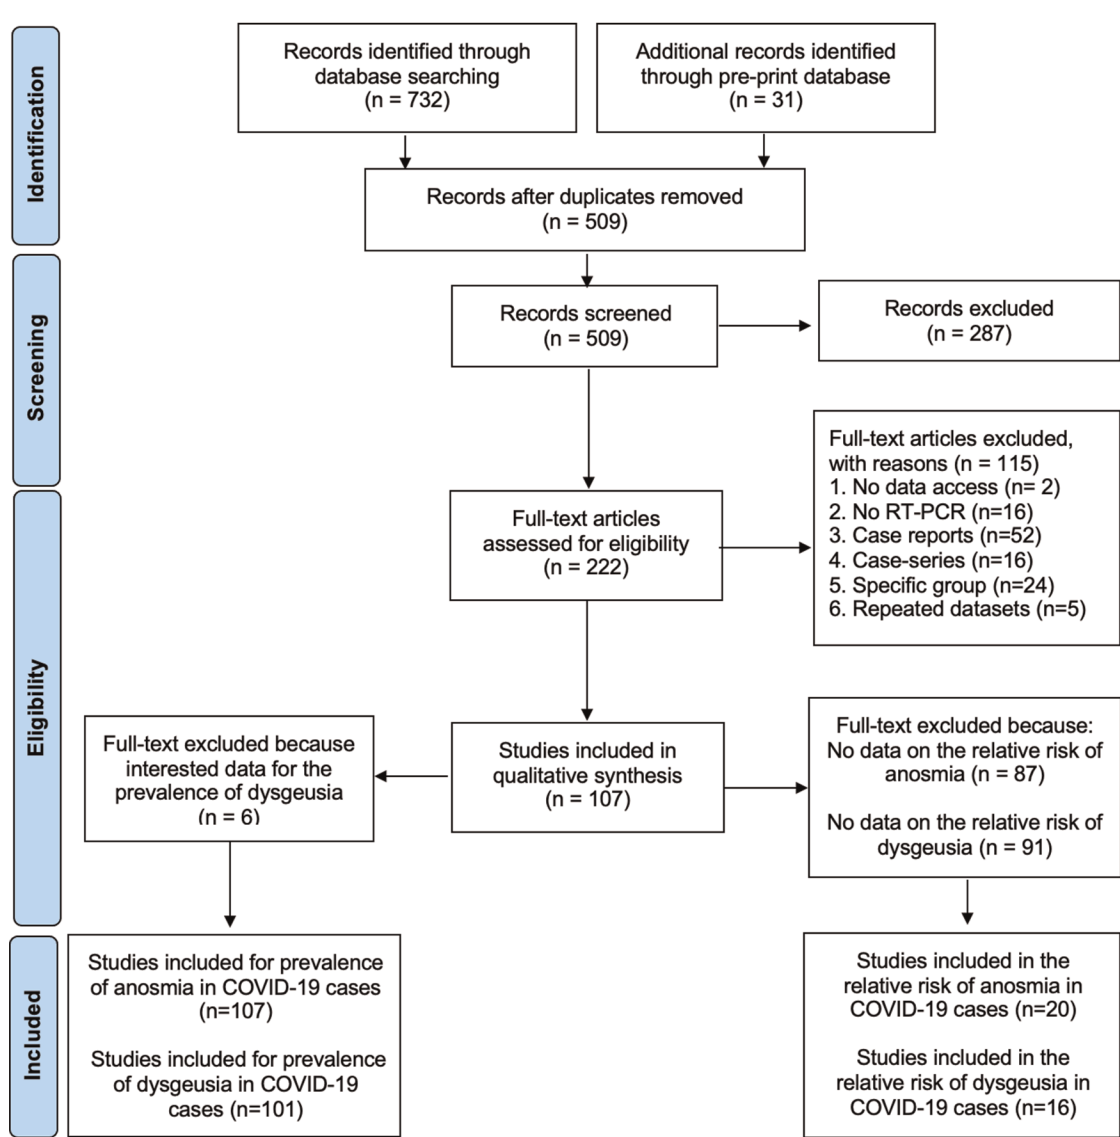 Identification
Records identified through
database searching
(n = 732)
Additional records identified
through pre-print database
(n = 31)
Records after duplicates removed
(n = 509)
Screening
Records screened
(n = 509)
Records excluded
(n = 287)
Eligibility
Full-text articles
assessed for eligibility
(n = 222)
Full-text articles excluded,
with reasons (n = 115)
1. No data access (n= 2)
2. No RT-PCR (n=16)
3. Case reports (n=52)
4. Case-series (n=16)
5. Specific group (n=24)
6. Repeated datasets (n=5)
Full-text excluded because
interested data for the
prevalence of dysgeusia
(n = 6)
Studies included in
qualitative synthesis
(n = 107)
Full-text excluded because:
No data on the relative risk of
anosmia (n = 87)
No data on the relative risk of
dysgeusia (n = 91)
Included
Studies included for prevalence
of anosmia in COVID-19 cases
(n=107)
Studies included for prevalence
of dysgeusia in COVID-19
cases (n=101)
Studies included in the
relative risk of anosmia in
COVID-19 cases (n=20)
Studies included in the
relative risk of dysgeusia in
COVID-19 cases (n=16)